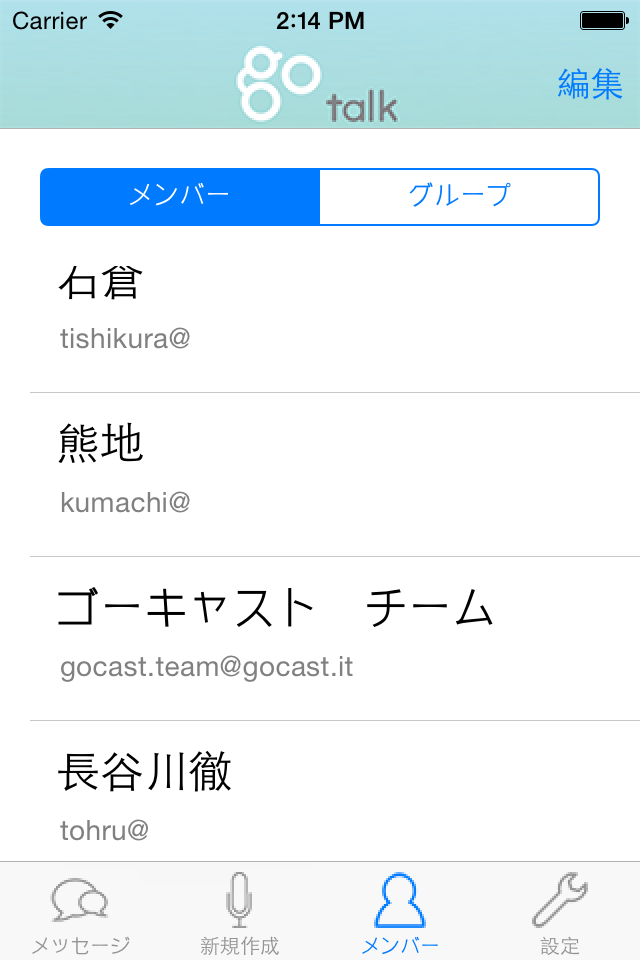 Carrier 2:14 PM
go talk
編集
メンバー グループ
石倉
tishikura@
熊地
kumachi@
ゴーキャスト　チーム
gocast.team@gocast.it
長谷川徹
tohru@
メッセージ 新規作成 メンバー 設定